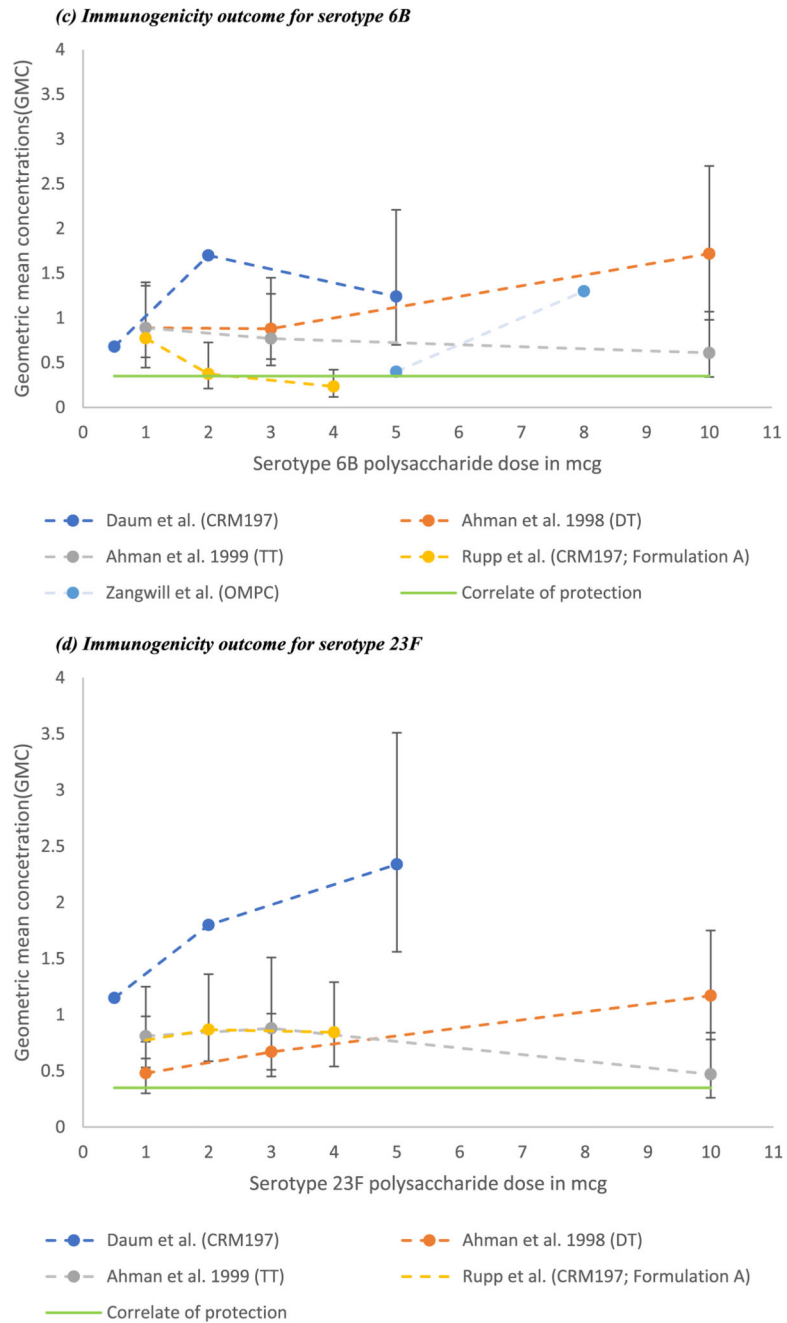 (c) Immunogenicity outcome for serotype 6B
Geometric mean concentrations(GMC)
4
3.5
3
2.5
2
1.5
1
0.5
0
0 1 2 3 4 5 6 7 8 9 10 11
Serotype 6B polysaccharide dose in mcg
Daum et al. (CRM197) Ahman et al. 1998 (DT)
Ahman et al. 1999 (TT) Rupp et al. (CRM197; Formulation A)
Zangwill et al. (OMPC) Correlate of protection
(d) Immunogenicity outcome for serotype 23F
Geometric mean concetration(GMC)
4
3.5
3
2.5
2
1.5
1
0.5
0
0 1 2 3 4 5 6 7 8 9 10 11
Serotype 23F polysaccharide dose in mcg
Daum et al. (CRM197) Ahman et al. 1998 (DT)
Ahman et al. 1999 (TT) Rupp et al. (CRM197; Formulation A)
Correlate of protection